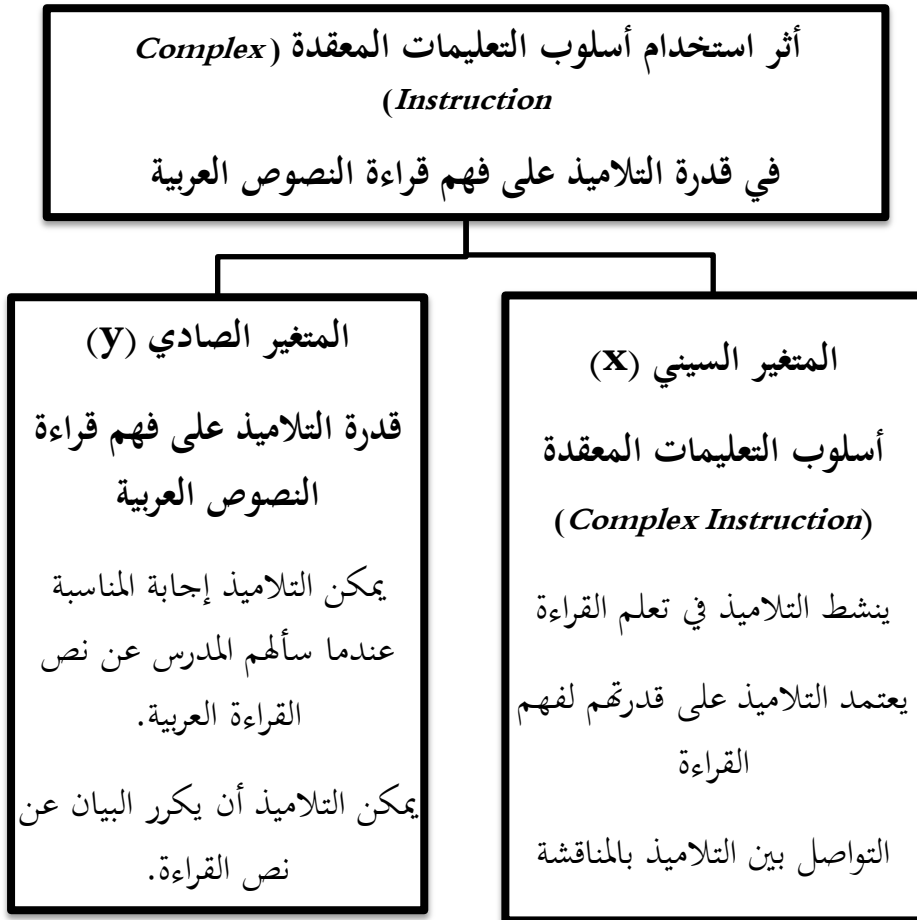 أثر استخدام أسلوب التعليمات المعقدة (Complex
Instruction)
في قدرة التلاميذ على فهم قراءة النصوص العربية
المتغير السيني (x)
أسلوب التعليمات المعقدة
(Complex Instruction)
ينشط التلاميذ في تعلم القراءة
يعتمد التلاميذ على قدرتهم لفهم
القراءة
التواصل بين التلاميذ بالمناقشة
المتغير الصادي (y)
قدرة التلاميذ على فهم قراءة
النصوص العربية
يمكن التلاميذ إجابة المناسبة
عندما سألهم المدرس عن نص
القراءة العربية.
يمكن التلاميذ أن يكرر البيان عن
نص القراءة.